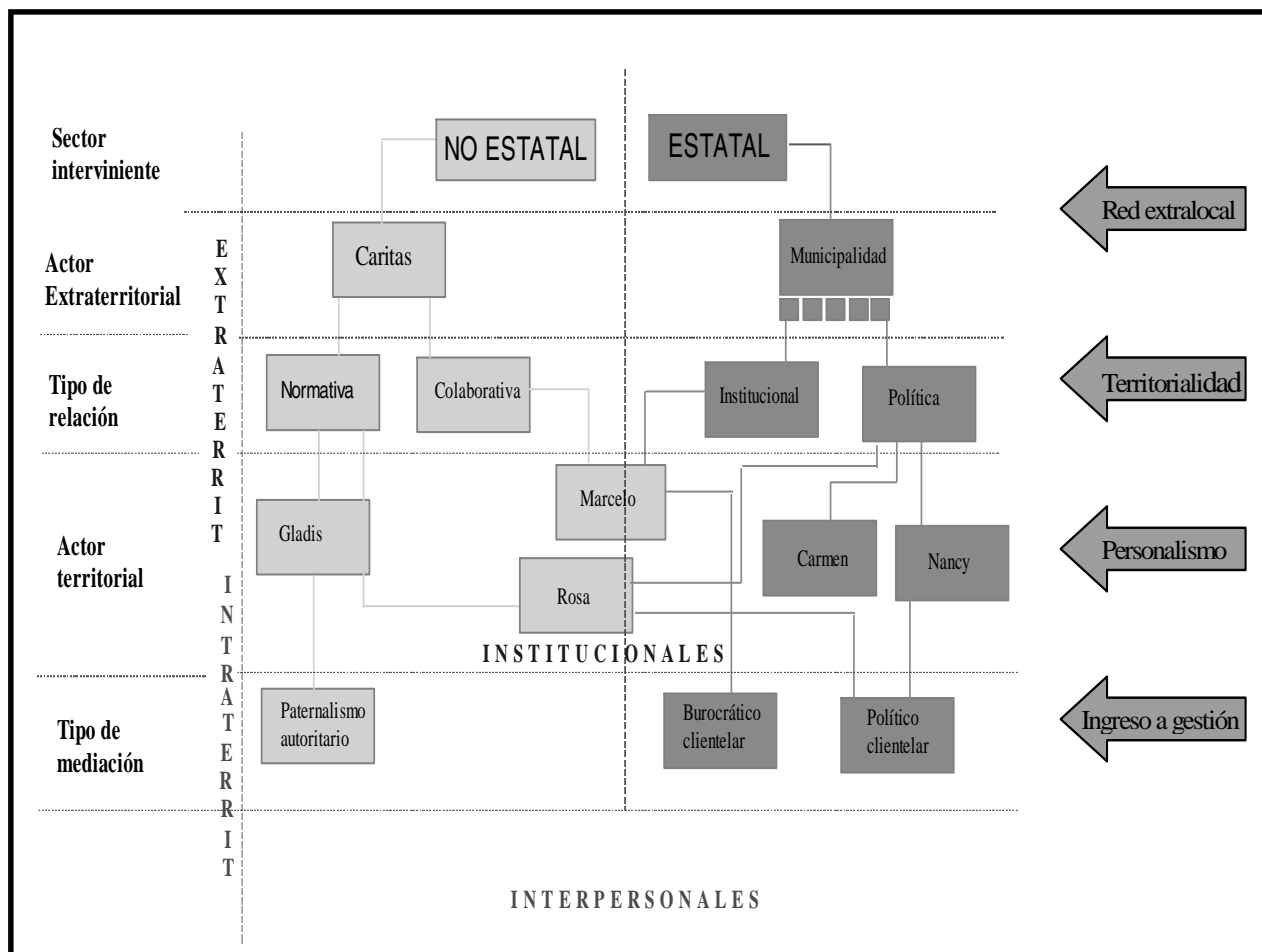 Sector
interviniente
NO ESTATAL
ESTATAL
Red extralocal
Actor
Extraterritorial
Caritas
Municipalidad
EXTRATERRIT
Tipo de
relación
Normativa
Colaborativa
Institucional
Política
Territorialidad
Actor
territorial
Gladis
Marcelo
Rosa
Carmen
Nancy
Personalismo
INSTITUCIONALES
INTRATERRIT
Tipo de
mediación
Paternalismo
autoritario
Burocrático
clientelar
Político
clientelar
Ingreso a gestión
INTERPERSONALES